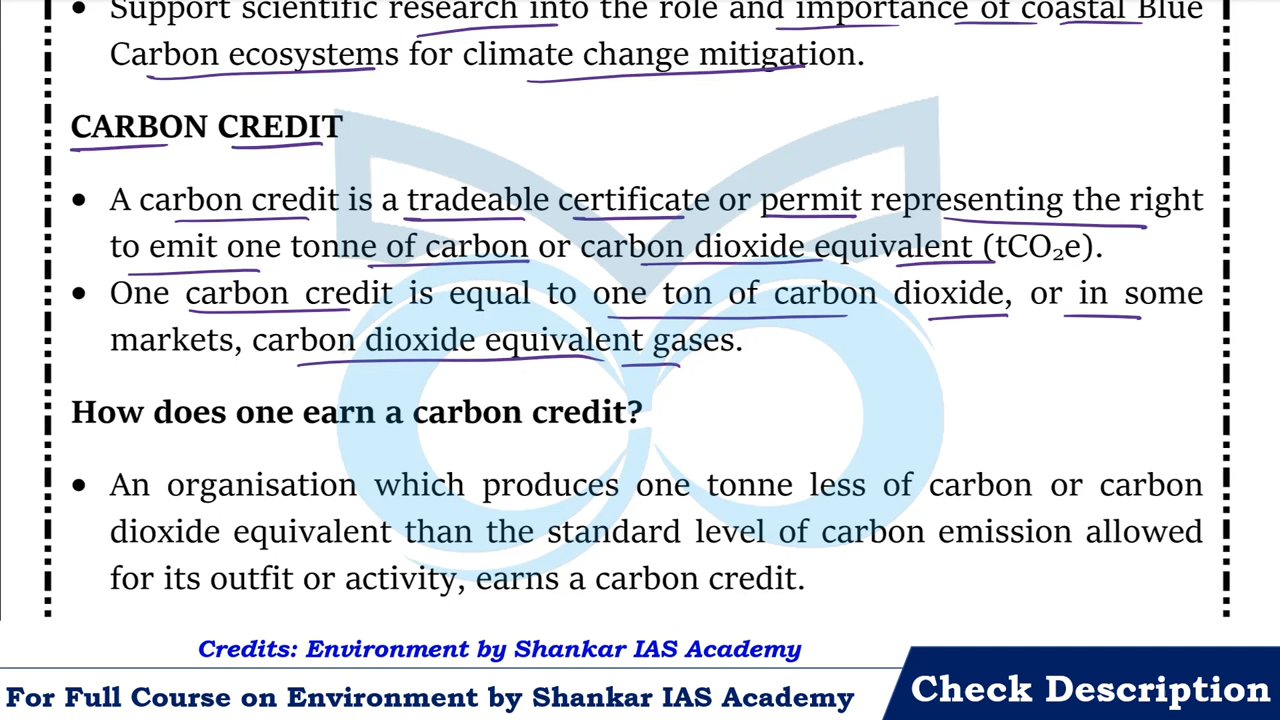 • Support scientific research into the role and importance of coastal Blue
Carbon ecosystems for climate change mitigation.
CARBON CREDIT
• A carbon credit is a tradeable certificate or permit representing the right
to emit one tonne of carbon or carbon dioxide equivalent (tCO₂e).
• One carbon credit is equal to one ton of carbon dioxide, or in some
markets, carbon dioxide equivalent gases.
How does one earn a carbon credit?
• An organisation which produces one tonne less of carbon or carbon
dioxide equivalent than the standard level of carbon emission allowed
for its outfit or activity, earns a carbon credit.
Credits: Environment by Shankar IAS Academy
For Full Course on Environment by Shankar IAS Academy
Check Description